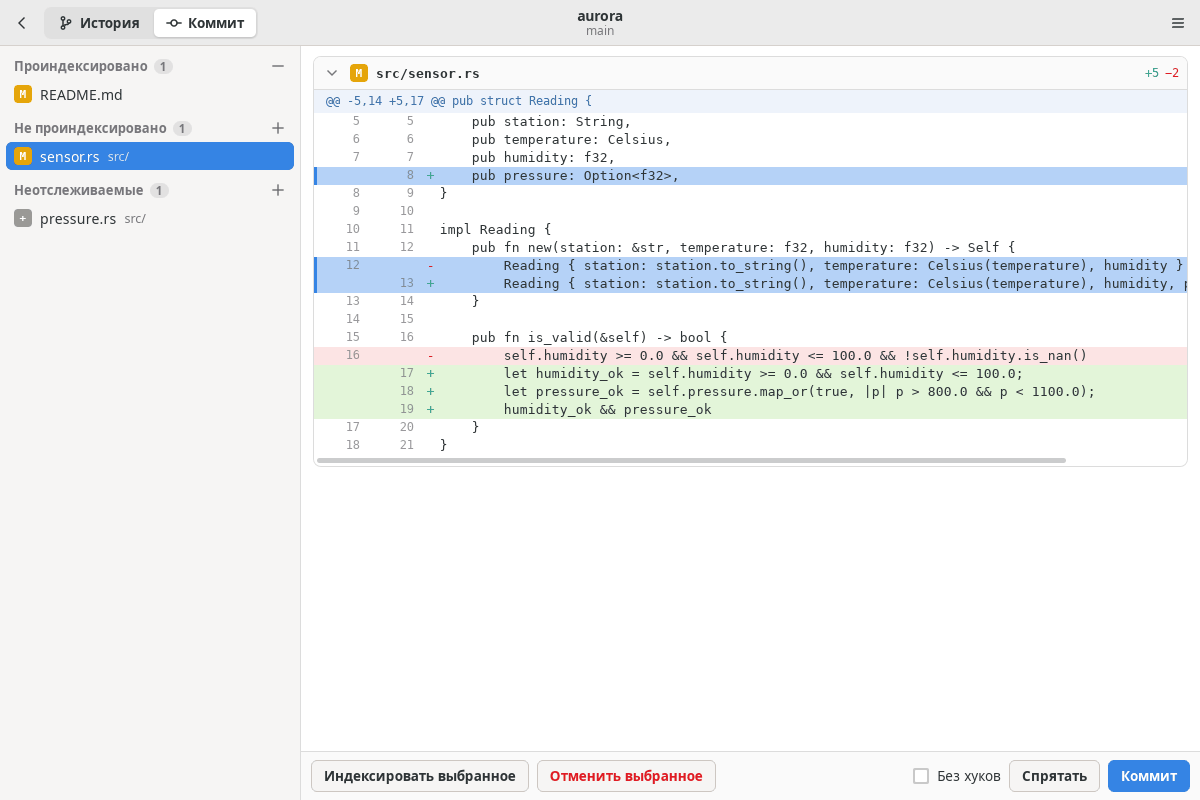 История
Коммит
aurora
main
Проиндексировано 1
M README.md
Не проиндексировано 1
M sensor.rs src/
Неотслеживаемые 1
+ pressure.rs src/
M src/sensor.rs +5 −2
@@ -5,14 +5,17 @@ pub struct Reading {
5 5 pub station: String,
6 6 pub temperature: Celsius,
7 7 pub humidity: f32,
8 + pub pressure: Option<f32>,
8 9 }
9 10
10 11 impl Reading {
11 12 pub fn new(station: &str, temperature: f32, humidity: f32) -> Self {
12 - Reading { station: station.to_string(), temperature: Celsius(temperature), humidity }
13 + Reading { station: station.to_string(), temperature: Celsius(temperature), humidity,
13 14 }
14 15
15 16 pub fn is_valid(&self) -> bool {
16 - self.humidity >= 0.0 && self.humidity <= 100.0 && !self.humidity.is_nan()
17 + let humidity_ok = self.humidity >= 0.0 && self.humidity <= 100.0;
18 + let pressure_ok = self.pressure.map_or(true, |p| p > 800.0 && p < 1100.0);
19 + humidity_ok && pressure_ok
17 20 }
18 21 }
Индексировать выбранное
Отменить выбранное
Без хуков
Спрятать
Коммит